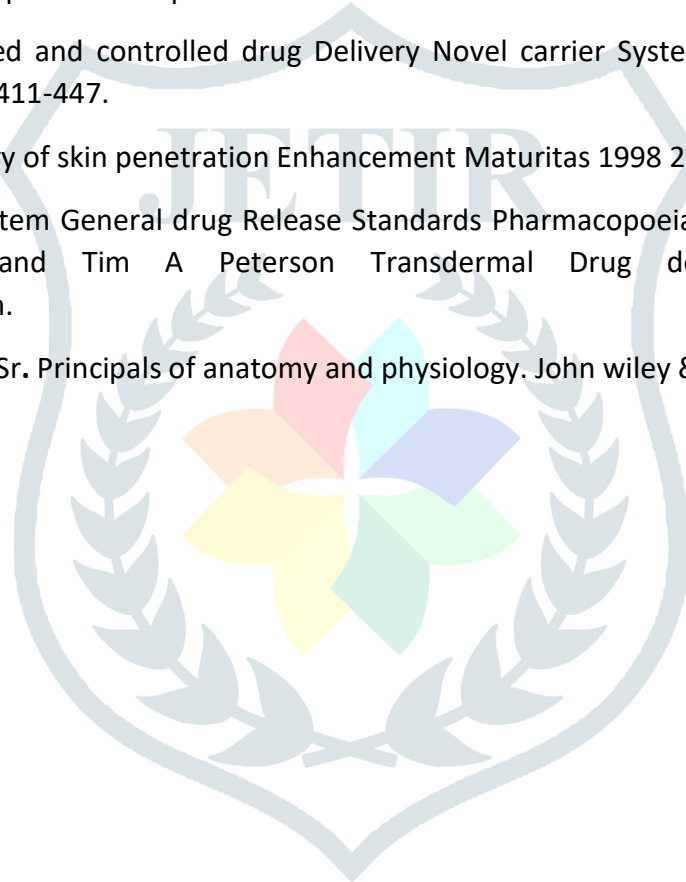 ed and controlled drug Delivery Novel carrier Syste
411-447.
y of skin penetration Enhancement Maturitas 1998 2
tem General drug Release Standards Pharmacopoeia
and Tim A Peterson Transdermal Drug de
n.
Sr. Principals of anatomy and physiology. John wiley &
JETIR